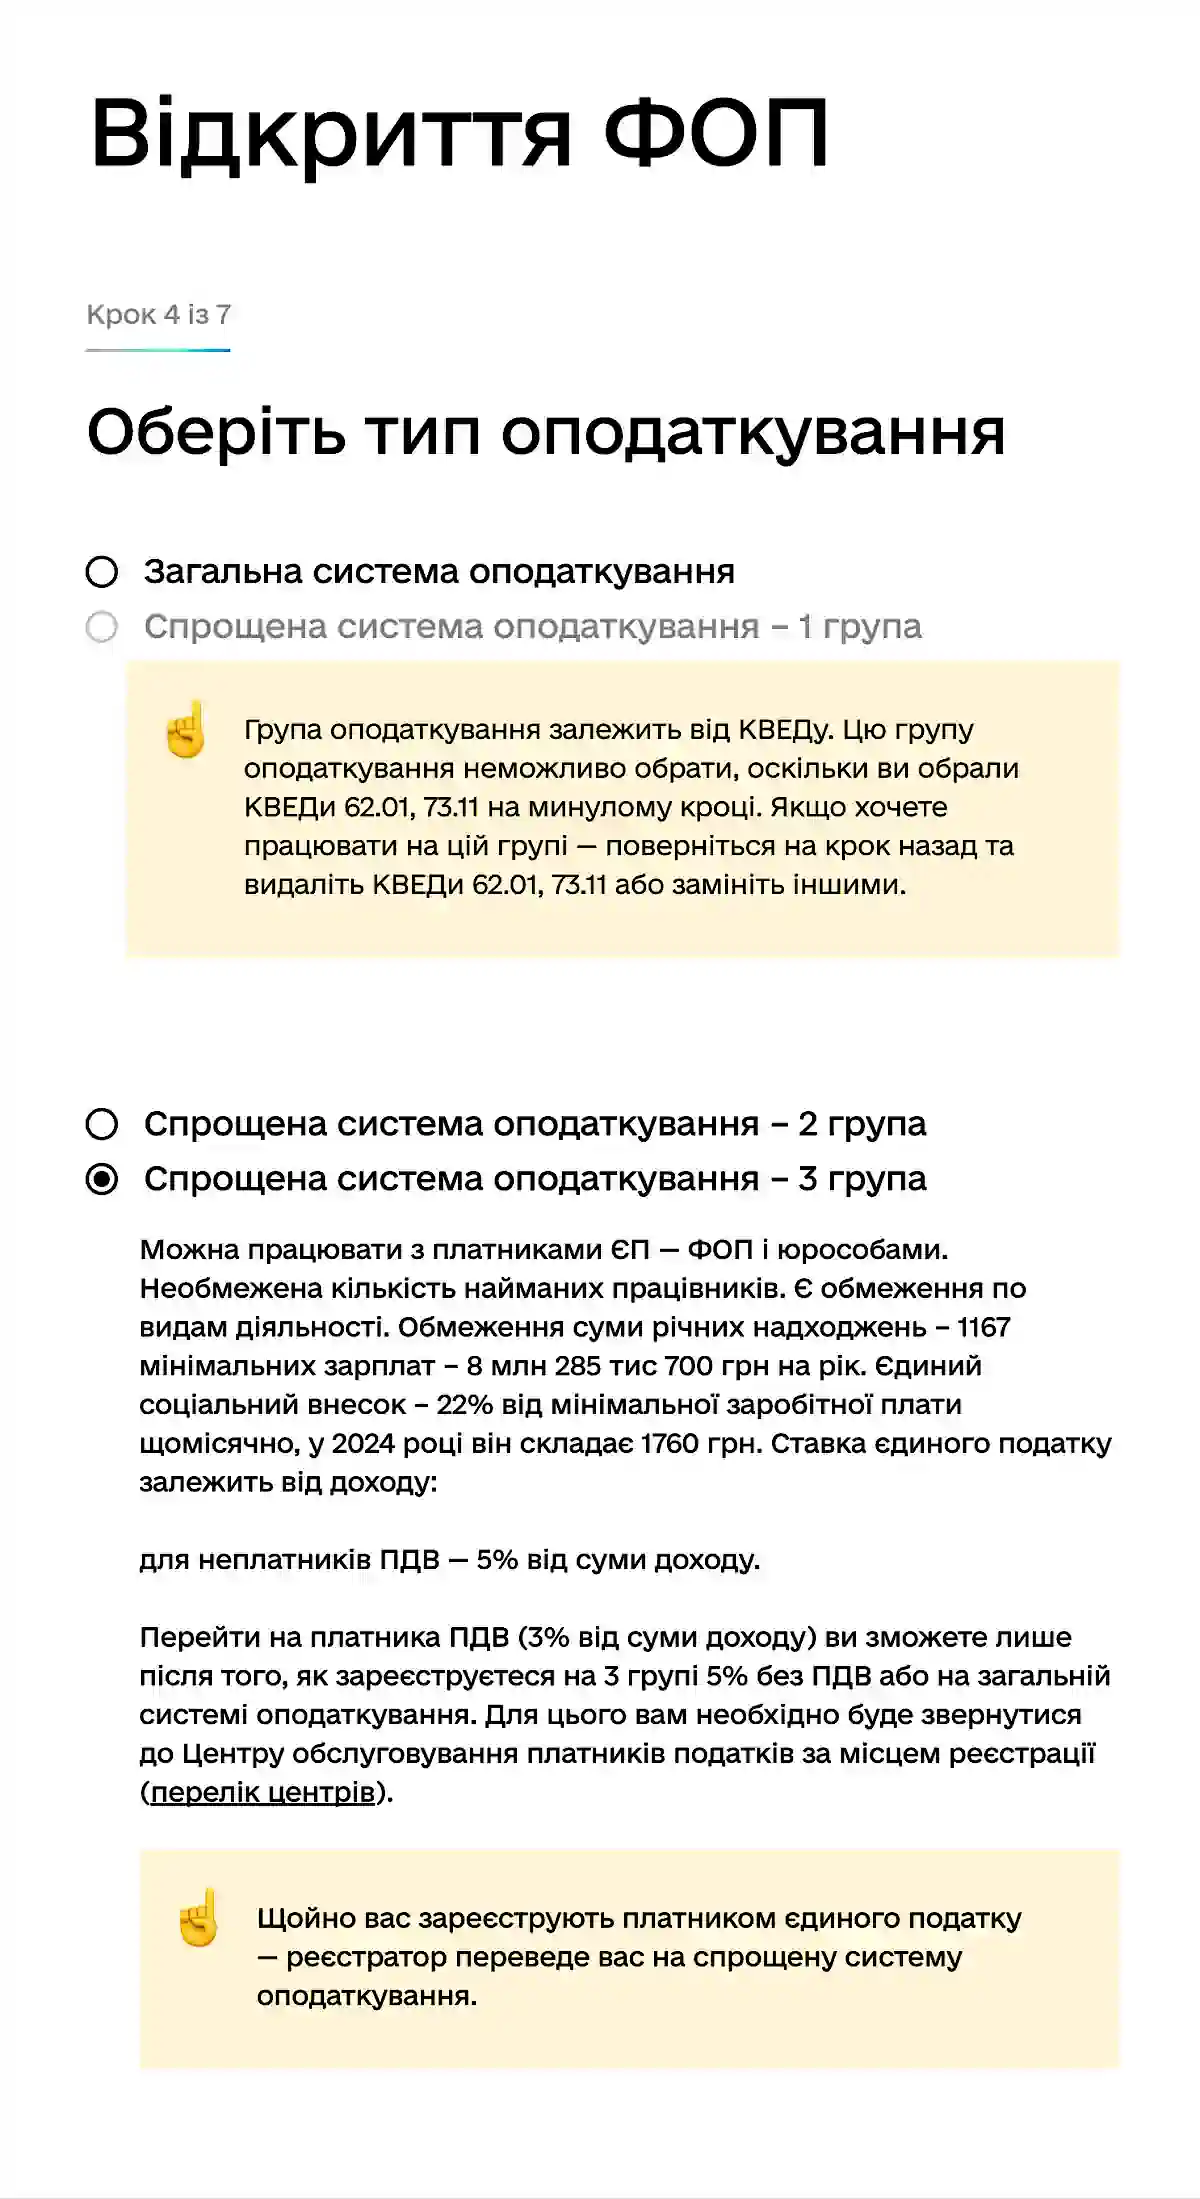 Відкриття ФОП
Крок 4 із 7
Оберіть тип оподаткування
Загальна система оподаткування
Спрощена система оподаткування – 1 група
Група оподаткування залежить від КВЕДу. Цю групу
оподаткування неможливо обрати, оскільки ви обрали
КВЕДи 62.01, 73.11 на минулому кроці. Якщо хочете
працювати на цій групі — поверніться на крок назад та
видаліть КВЕДи 62.01, 73.11 або замініть іншими.
Спрощена система оподаткування – 2 група
Спрощена система оподаткування – 3 група
Можна працювати з платниками ЄП — ФОП і юрособами.
Необмежена кількість найманих працівників. Є обмеження по
видам діяльності. Обмеження суми річних надходжень – 1167
мінімальних зарплат – 8 млн 285 тис 700 грн на рік. Єдиний
соціальний внесок – 22% від мінімальної заробітної плати
щомісячно, у 2024 році він складає 1760 грн. Ставка єдиного податку
залежить від доходу:
для неплатників ПДВ — 5% від суми доходу.
Перейти на платника ПДВ (3% від суми доходу) ви зможете лише
після того, як зареєструєтеся на 3 групі 5% без ПДВ або на загальній
системі оподаткування. Для цього вам необхідно буде звернутися
до Центру обслуговування платників податків за місцем реєстрації
(перелік центрів).
Щойно вас зареєструють платником єдиного податку
— реєстратор переведе вас на спрощену систему
оподаткування.